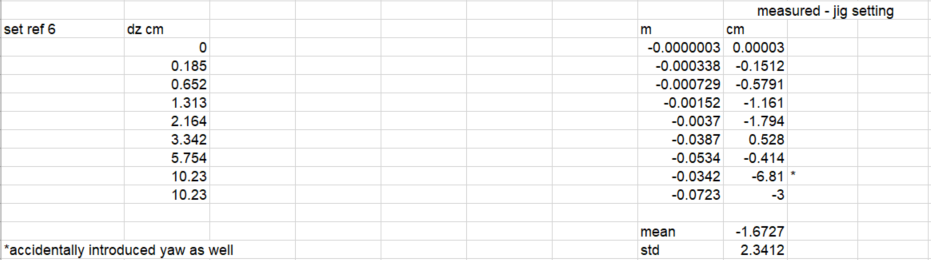 measured - jig setting
set ref 6 dz cm m cm
0 -0.0000003 0.00003
0.185 -0.000338 -0.1512
0.652 -0.000729 -0.5791
1.313 -0.00152 -1.161
2.164 -0.0037 -1.794
3.342 -0.0387 0.528
5.754 -0.0534 -0.414
10.23 -0.0342 -6.81 *
10.23 -0.0723 -3
mean -1.6727
*accidentally introduced yaw as well std 2.3412